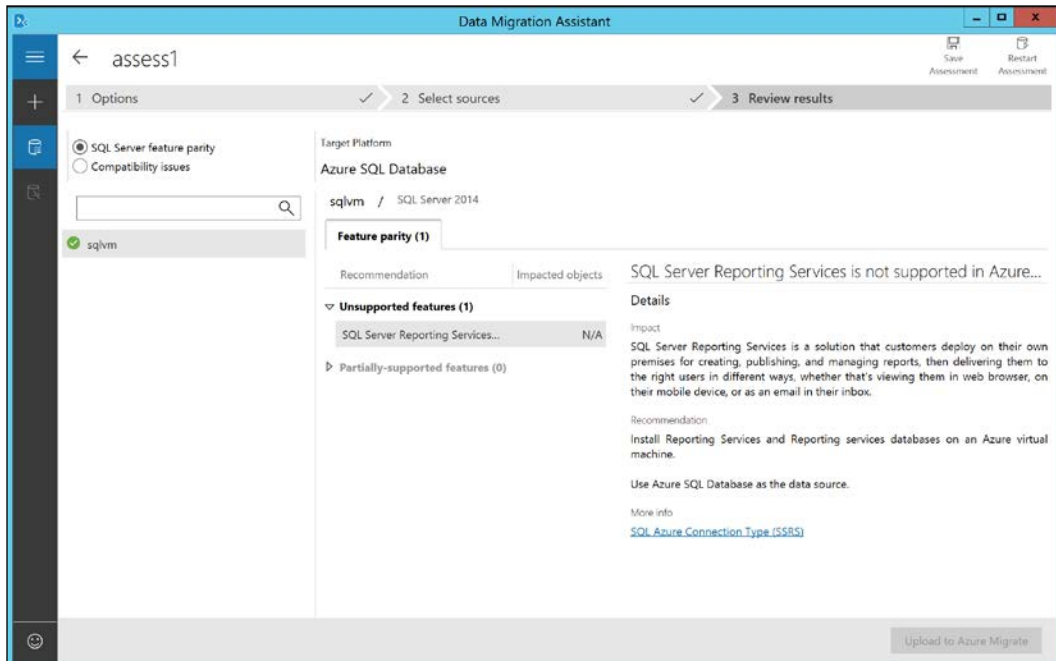 Data Migration Assistant
assess1
Save
Assessment
Restart
Assessment
1 Options
2 Select sources
3 Review results
SQL Server feature parity
Compatibility issues
sqlvm
Target Platform
Azure SQL Database
sqlvm / SQL Server 2014
Feature parity (1)
Recommendation Impacted objects
Unsupported features (1)
SQL Server Reporting Services... N/A
Partially-supported features (0)
SQL Server Reporting Services is not supported in Azure...
Details
Impact
SQL Server Reporting Services is a solution that customers deploy on their own
premises for creating, publishing, and managing reports, then delivering them to
the right users in different ways, whether that's viewing them in web browser, on
their mobile device, or as an email in their inbox.
Recommendation
Install Reporting Services and Reporting services databases on an Azure virtual
machine.
Use Azure SQL Database as the data source.
More info
SQL Azure Connection Type (SSRS)
Upload to Azure Migrate